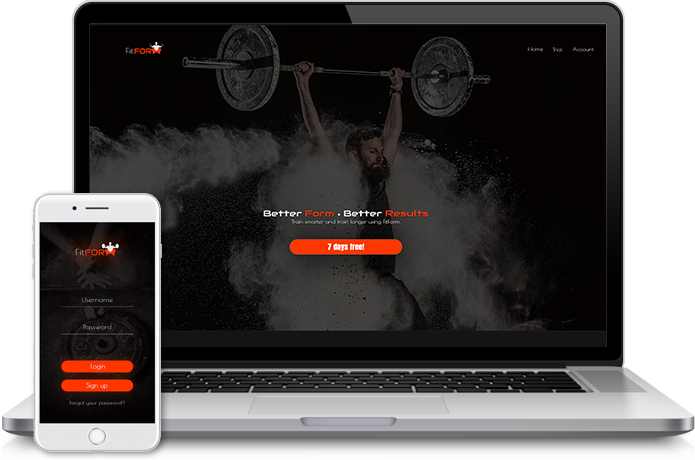 FitFORM
Home Trial Account
Better Form • Better Results
Train smarter and train longer using FitForm.
7 days free!
FitFORM
Username
Password
Login
Sign up
Forgot your password?